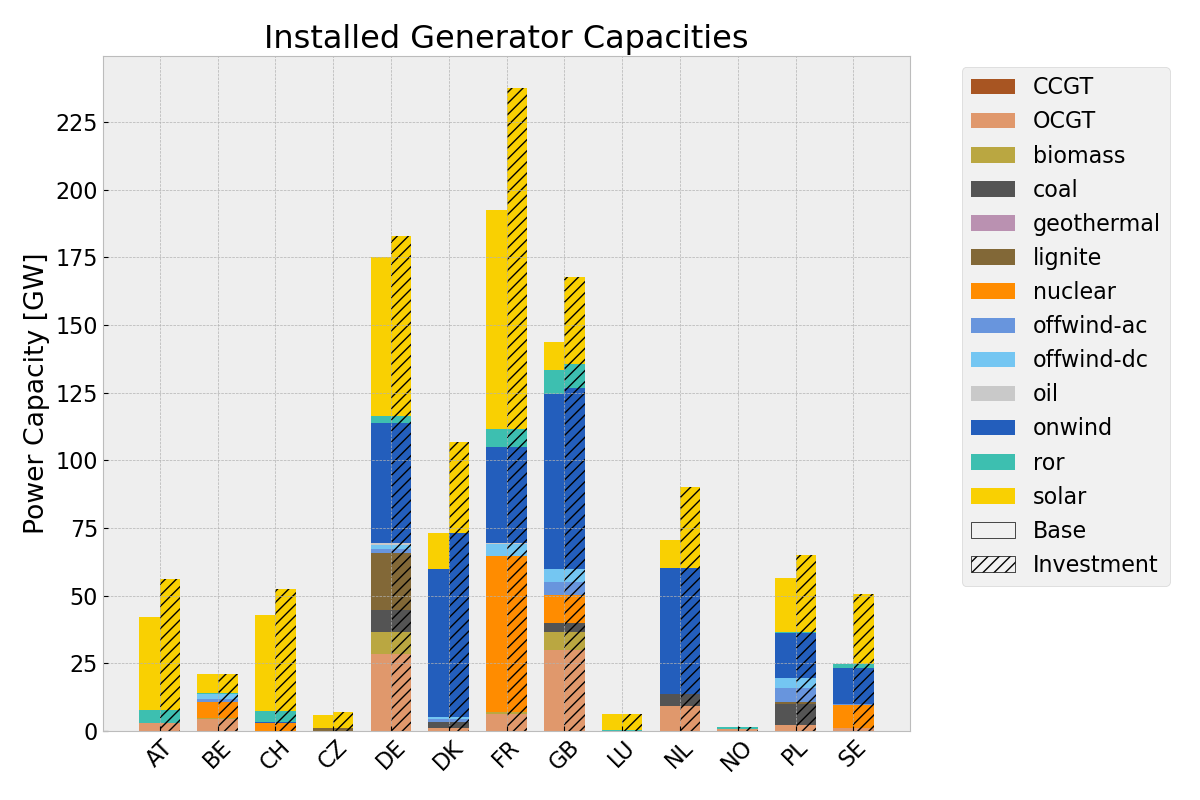 Installed Generator Capacities
Power Capacity [GW]
225
200
175
150
125
100
75
50
25
0
AT
BE
CH
CZ
DE
DK
FR
GB
LU
NL
NO
PL
SE
CCGT
OCGT
biomass
coal
geothermal
lignite
nuclear
offwind-ac
offwind-dc
oil
onwind
ror
solar
Base
Investment